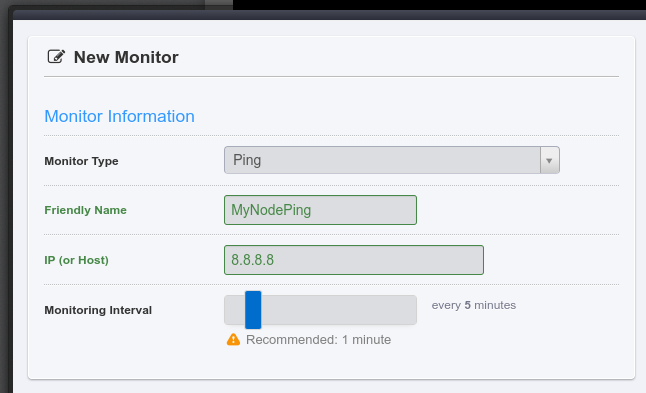 New Monitor
Monitor Information
Monitor Type Ping
Friendly Name MyNodePing
IP (or Host) 8.8.8.8
Monitoring Interval every 5 minutes
Recommended: 1 minute